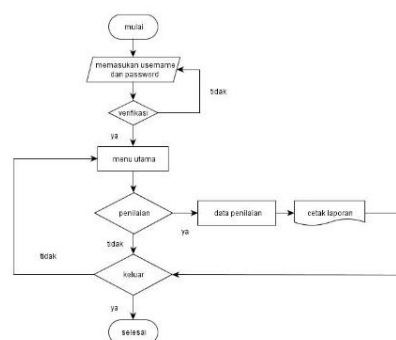 mulai
memasukan username
dan password
tidak
verifikasi
ya
menu utama
penilaian
data penilaian
cetak laporan
ya
tidak
tidak
keluar
ya
selesai